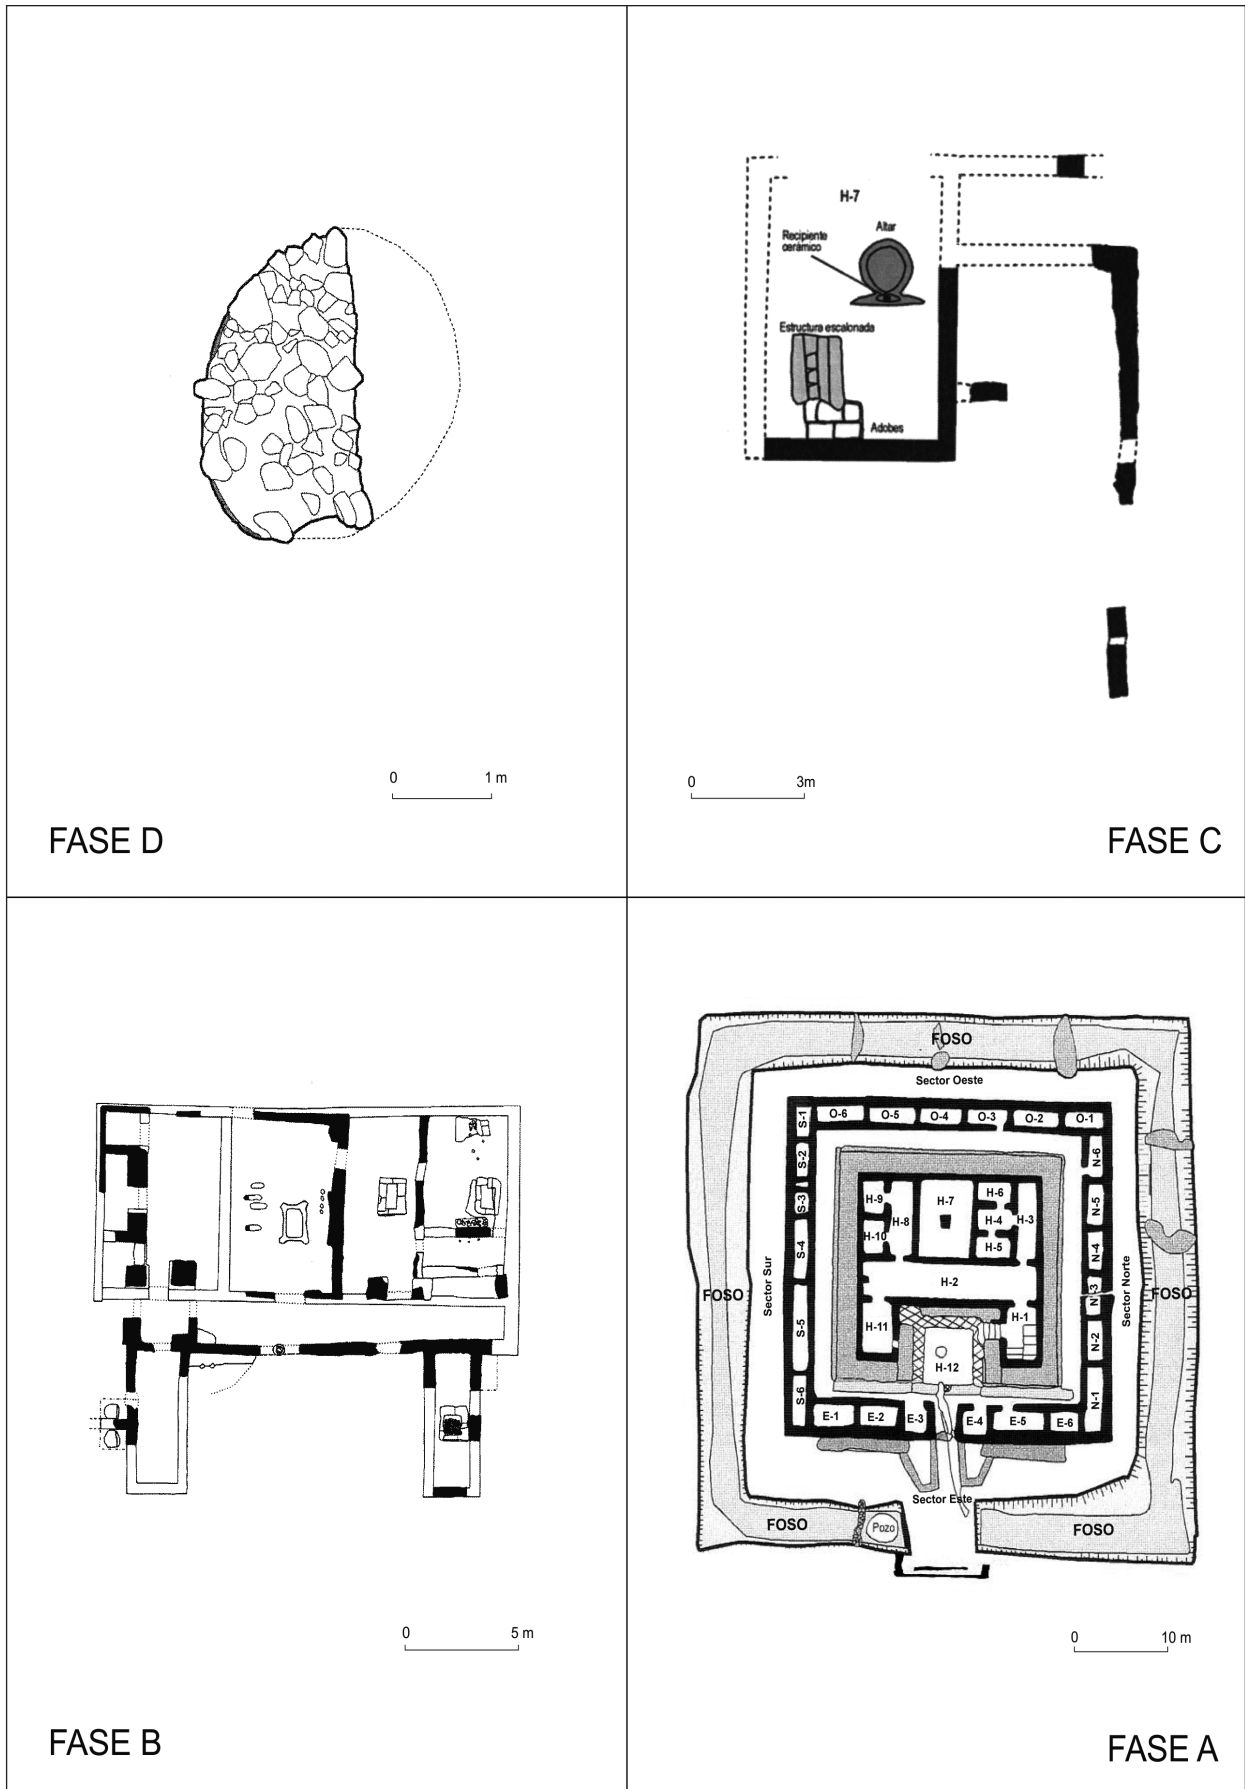 0 1 m
FASE D
H-7
Altar
Recipiente
cerámico
Estructura escalonada
Adobes
0 3m
FASE C
0 5 m
FASE B
FOSO
Sector Oeste
S-1
O-6
O-5
O-4
O-3
O-2
O-1
S-2
N-6
S-3
H-9
H-8
H-7
H-6
H-3
N-5
H-10
H-4
H-5
S-4
N-4
Sector Sur
Sector Norte
FOSO
H-2
N-3
FOSO
S-5
H-11
H-1
N-2
H-12
S-6
N-1
E-1
E-2
E-3
E-4
E-5
E-6
Sector Este
FOSO
Pozo
FOSO
0 10 m
FASE A